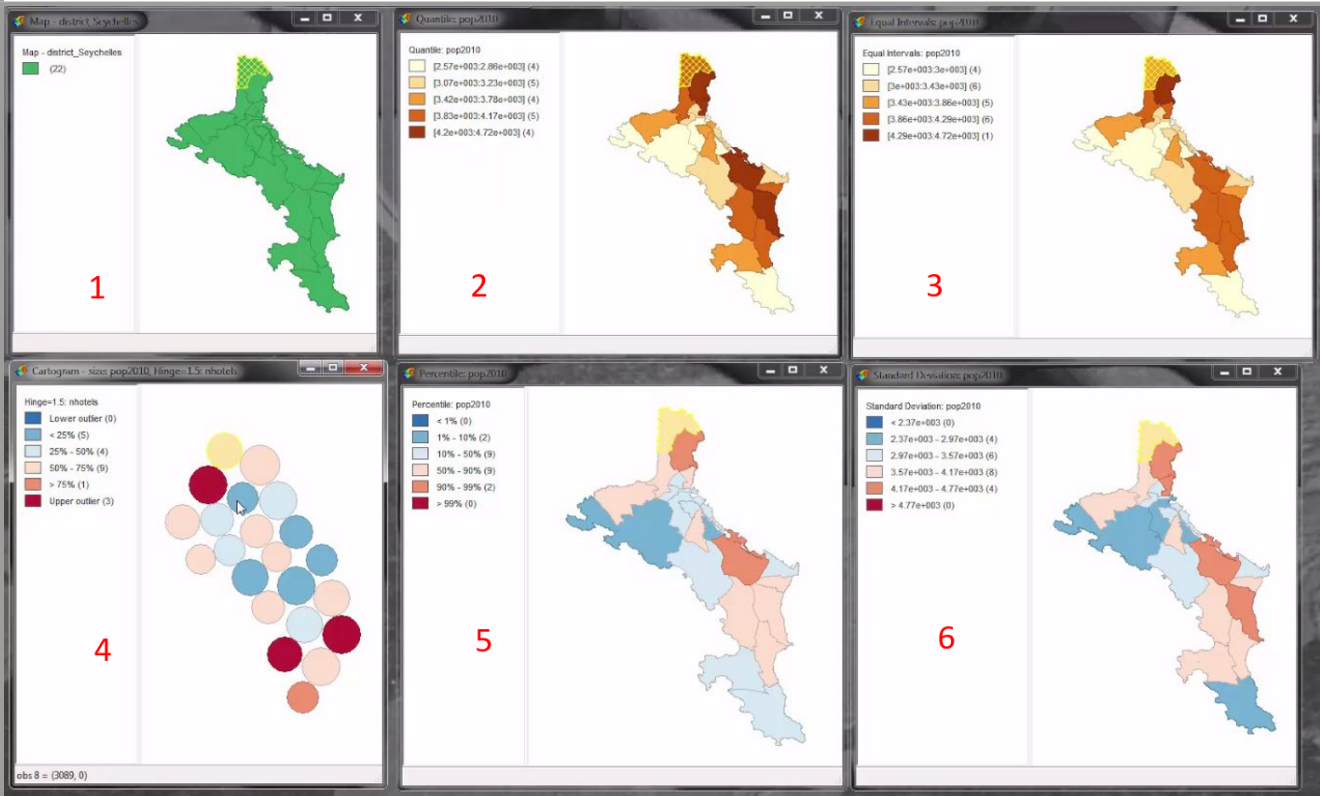 Map - district_Seychelles
Map - district_Seychelles
(22)
1
Quantile: pop2010
Quantile: pop2010
[2.57e+003:2.86e+003] (4)
[3.07e+003:3.23e+003] (5)
[3.42e+003:3.78e+003] (4)
[3.83e+003:4.17e+003] (5)
[4.2e+003:4.72e+003] (4)
2
Equal Intervals: pop2010
Equal Intervals: pop2010
[2.57e+003:3e+003] (4)
[3e+003:3.43e+003] (6)
[3.43e+003:3.86e+003] (5)
[3.86e+003:4.29e+003] (6)
[4.29e+003:4.72e+003] (1)
3
Cartogram - size: pop2010, Hinge=1.5: nhotels
Hinge=1.5: nhotels
Lower outlier (0)
< 25% (5)
25% - 50% (4)
50% - 75% (9)
> 75% (1)
Upper outlier (3)
4
obs 8 = (3089, 0)
Percentile: pop2010
Percentile: pop2010
< 1% (0)
1% - 10% (2)
10% - 50% (9)
50% - 90% (9)
90% - 99% (2)
> 99% (0)
5
Standard Deviation: pop2010
Standard Deviation: pop2010
< 2.37e+003 (0)
2.37e+003 - 2.97e+003 (4)
2.97e+003 - 3.57e+003 (6)
3.57e+003 - 4.17e+003 (8)
4.17e+003 - 4.77e+003 (4)
> 4.77e+003 (0)
6